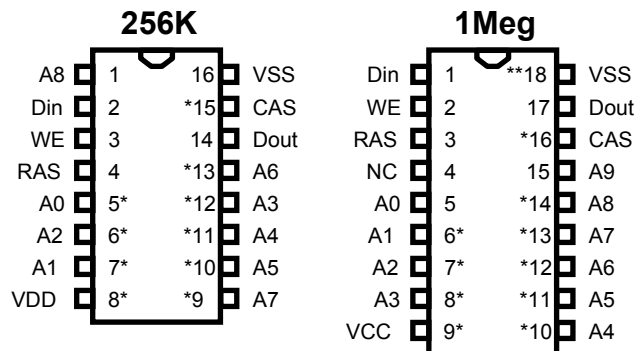 256K 1Meg
A8 1 16 VSS Din 1 **18 VSS
Din 2 *15 CAS WE 2 17 Dout
WE 3 14 Dout RAS 3 *16 CAS
RAS 4 *13 A6 NC 4 15 A9
A0 5* *12 A3 A0 5 *14 A8
A2 6* *11 A4 A1 6* *13 A7
A1 7* *10 A5 A2 7* *12 A6
VDD 8* *9 A7 A3 8* *11 A5
VCC 9* *10 A4